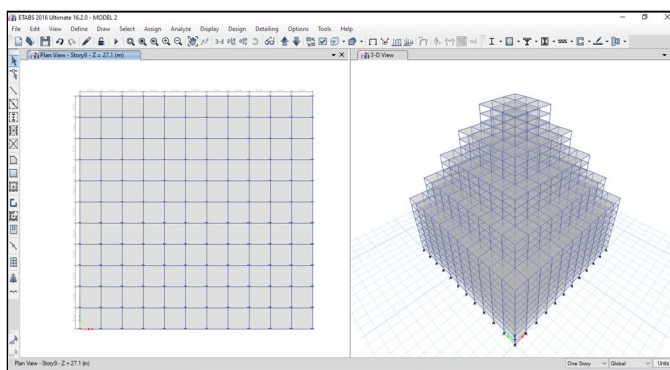 ETABS 2016 Ultimate 16.2.0 - MODEL 2
File Edit View Define Draw Select Assign Analyze Display Design Detailing Options Tools Help
3-d
Plan View - Story9 - Z = 27.1 (m)
3-D View
Plan View - Story9 - Z = 27.1 (m)
One Story
Global
Units